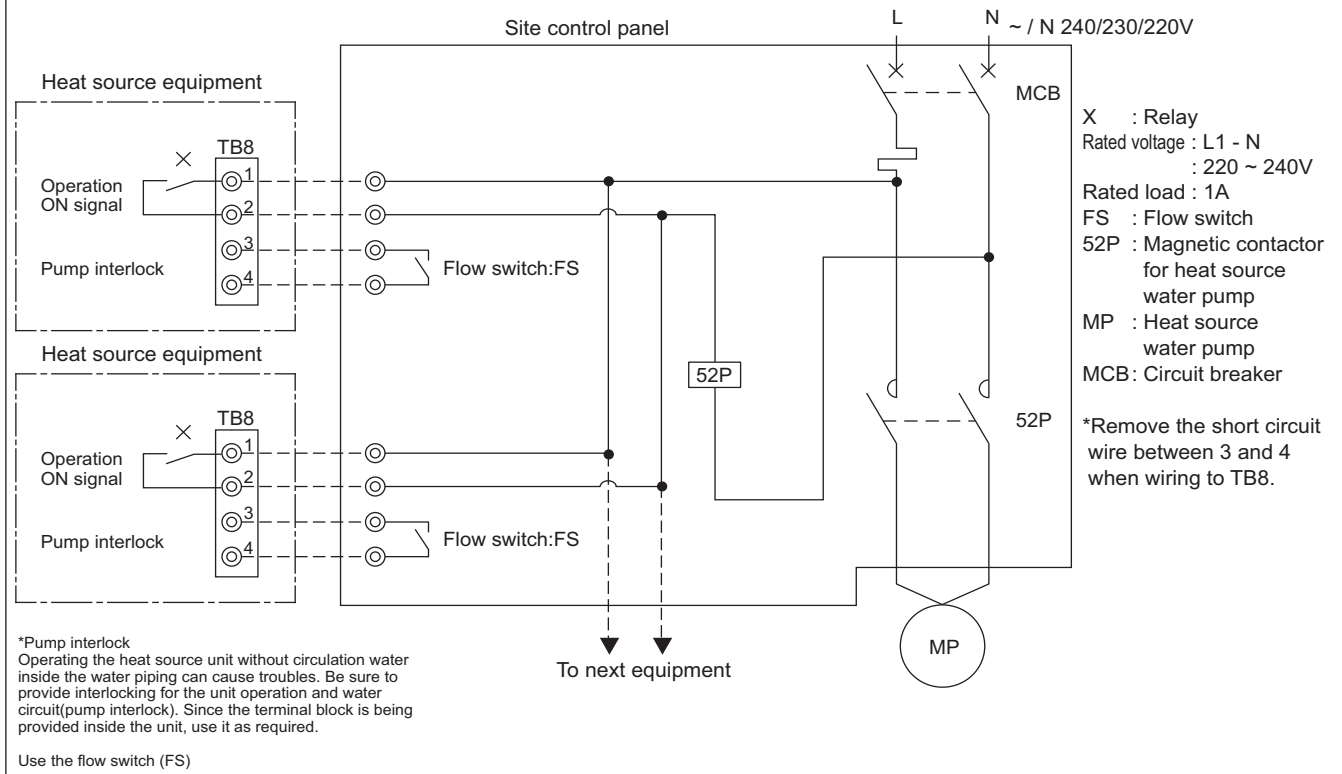 Site control panel
L
N
~ / N 240/230/220V
MCB
Heat source equipment
TB8
Operation
ON signal
1
2
3
4
Pump interlock
Flow switch:FS
Heat source equipment
TB8
Operation
ON signal
1
2
3
4
Pump interlock
Flow switch:FS
52P
52P
MP
To next equipment
X : Relay
Rated voltage : L1 - N
: 220 ~ 240V
Rated load : 1A
FS : Flow switch
52P : Magnetic contactor
for heat source
water pump
MP : Heat source
water pump
MCB : Circuit breaker
*Remove the short circuit
wire between 3 and 4
when wiring to TB8.
*Pump interlock
Operating the heat source unit without circulation water
inside the water piping can cause troubles. Be sure to
provide interlocking for the unit operation and water
circuit(pump interlock). Since the terminal block is being
provided inside the unit, use it as required.
Use the flow switch (FS)